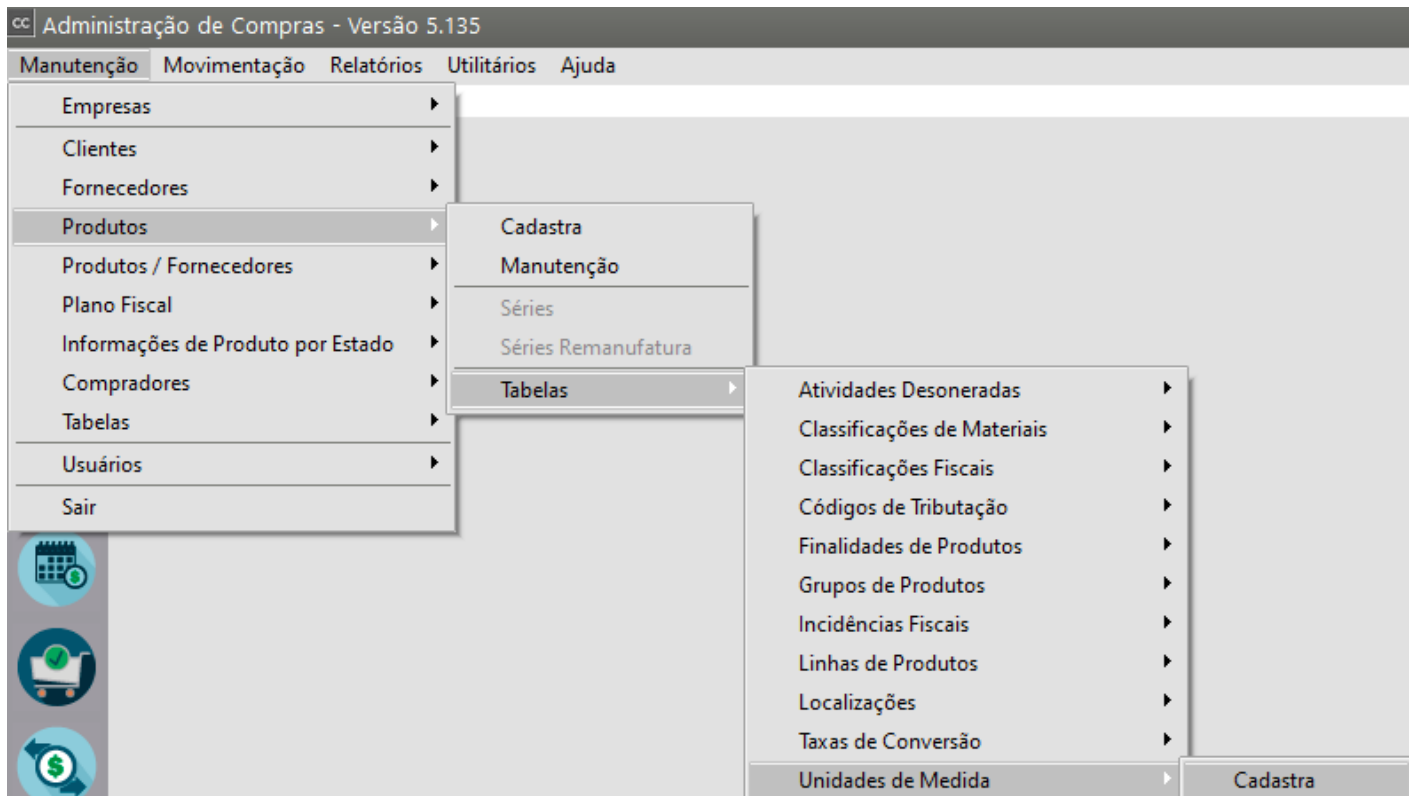 cc Administração de Compras - Versão 5.135
Manutenção Movimentação Relatórios Utilitários Ajuda
Empresas
Clientes
Fornecedores
Produtos
Produtos / Fornecedores
Plano Fiscal
Informações de Produto por Estado
Compradores
Tabelas
Usuários
Sair
Cadastra
Manutenção
Séries
Séries Remanufatura
Tabelas
Atividades Desoneradas
Classificações de Materiais
Classificações Fiscais
Códigos de Tributação
Finalidades de Produtos
Grupos de Produtos
Incidências Fiscais
Linhas de Produtos
Localizações
Taxas de Conversão
Unidades de Medida
Cadastra